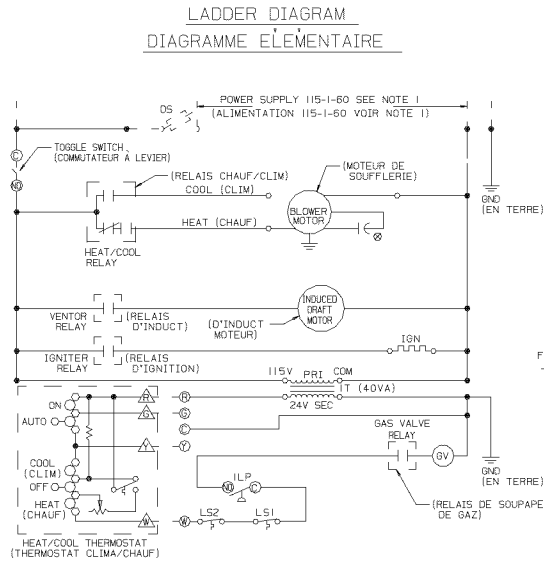 LADDER DIAGRAM
DIAGRAMME ELEMENTAIRE
DS
POWER SUPPLY 115-1-60 SEE NOTE 1
(ALIMENTATION 115-1-60 VOIR NOTE 1)
C
TOGGLE SWITCH
(COMMUTATEUR À LEVIER)
NO
(RELAIS CHAUF/CLIM)
COOL (CLIM)
(MOTEUR DE
SOUFFLERIE)
BLOWER
MOTOR
HEAT (CHAUF)
HEAT/COOL
RELAY
GND
(EN TERRE)
VENTOR
RELAY
(RELAIS
D'INDUCT)
(D'INDUCT
MOTEUR)
INDUCED
DRAFT
MOTOR
IGNITER
RELAY
(RELAIS
D'IGNITION)
IGN
F
115V PRI COM
1T (40VA)
24V SEC
R R
ON
G G
AUTO
C
Y Y
GAS VALVE
RELAY
GV
GND
(EN TERRE)
COOL
(CLIM)
OFF
HEAT
(CHAUF)
ILP
NO C
LS2 LS1
W W
(RELAIS DE SOUPAPE
DE GAZ)
HEAT/COOL THERMOSTAT
(THERMOSTAT CLIMA/CHAUF)